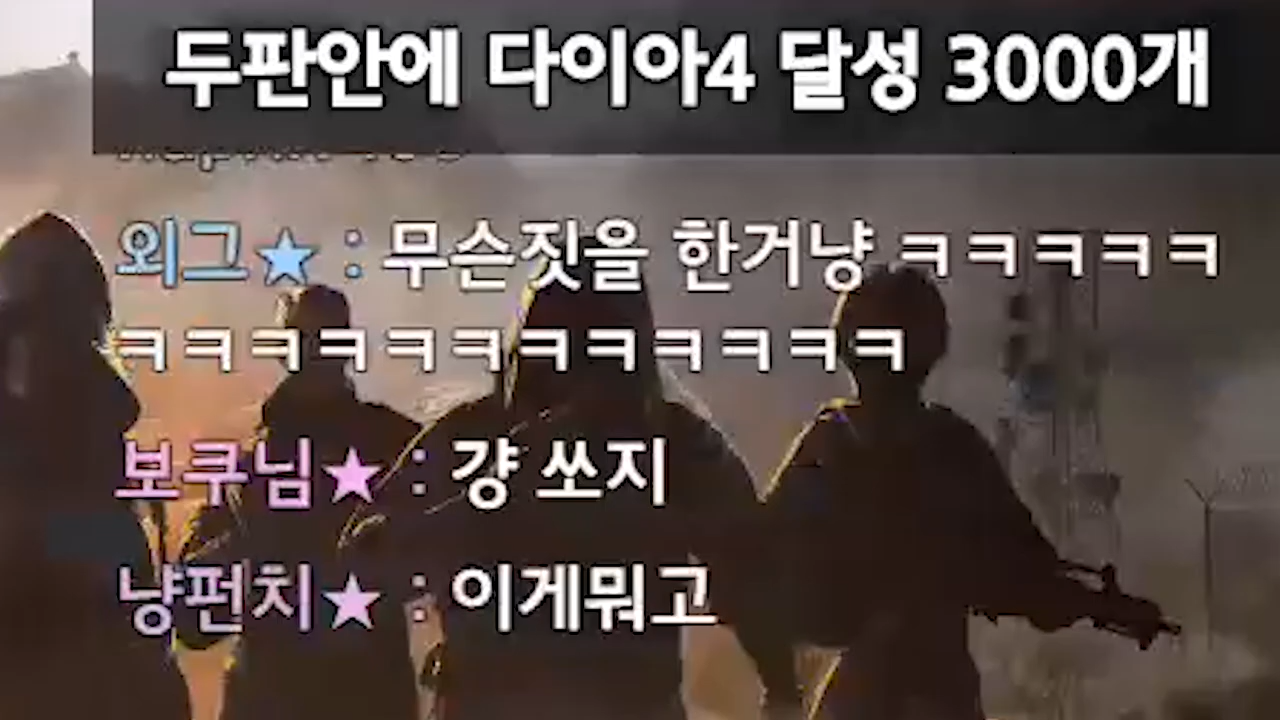 두판안에 다이아4 달성 3000개
외그★ : 무슨짓을 한거냥 ㅋㅋㅋㅋㅋ
ㅋㅋㅋㅋㅋㅋㅋㅋㅋㅋㅋㅋ
보쿠님★ : 걍 쏘지
냥펀치★ : 이게뭐고